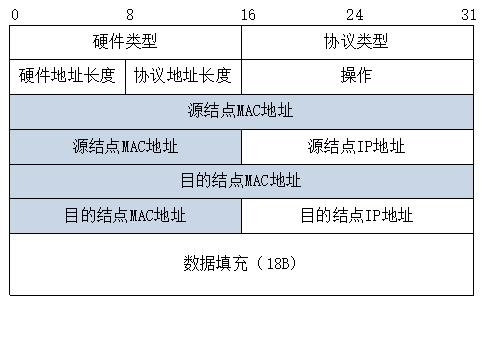 0 8 16 24 31
硬件类型 协议类型
硬件地址长度 协议地址长度 操作
源结点MAC地址
源结点MAC地址 源结点IP地址
目的结点MAC地址
目的结点MAC地址 目的结点IP地址
数据填充（18B）